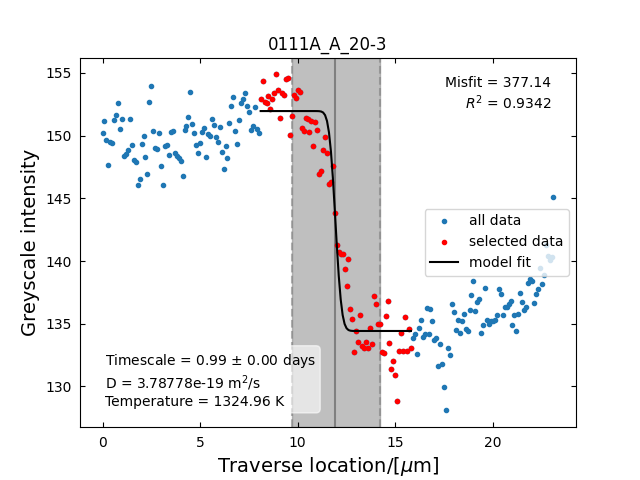 0111A_A_20-3
Misfit = 377.14
R² = 0.9342
155
150
145
140
135
130
Greyscale intensity
all data
selected data
model fit
Timescale = 0.99 ± 0.00 days
D = 3.78778e-19 m²/s
Temperature = 1324.96 K
0 5 10 15 20
Traverse location/[μm]